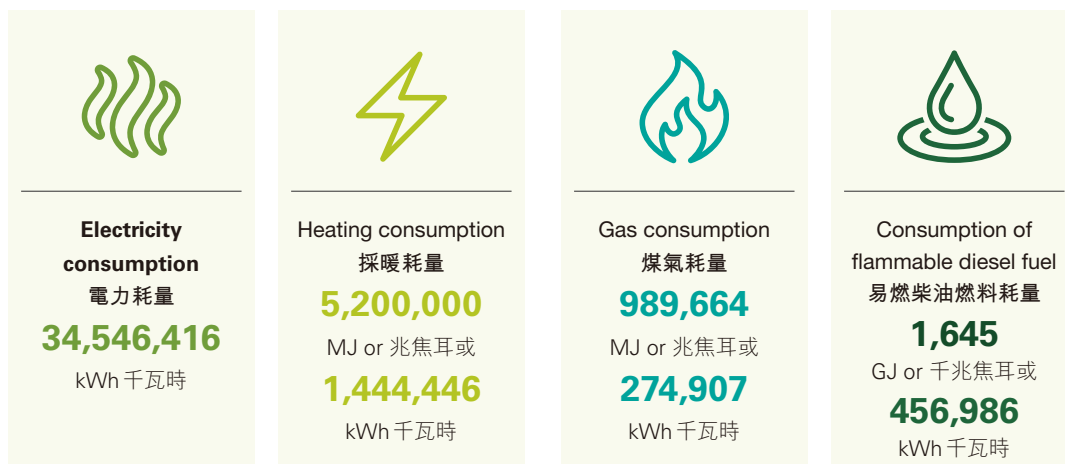 Electricity
consumption
電力耗量
34,546,416
kWh 千瓦時
Heating consumption
採暖耗量
5,200,000
MJ or 兆焦耳或
1,444,446
kWh 千瓦時
Gas consumption
煤氣耗量
989,664
MJ or 兆焦耳或
274,907
kWh 千瓦時
Consumption of
flammable diesel fuel
易燃柴油燃料耗量
1,645
GJ or 千兆焦耳或
456,986
kWh 千瓦時